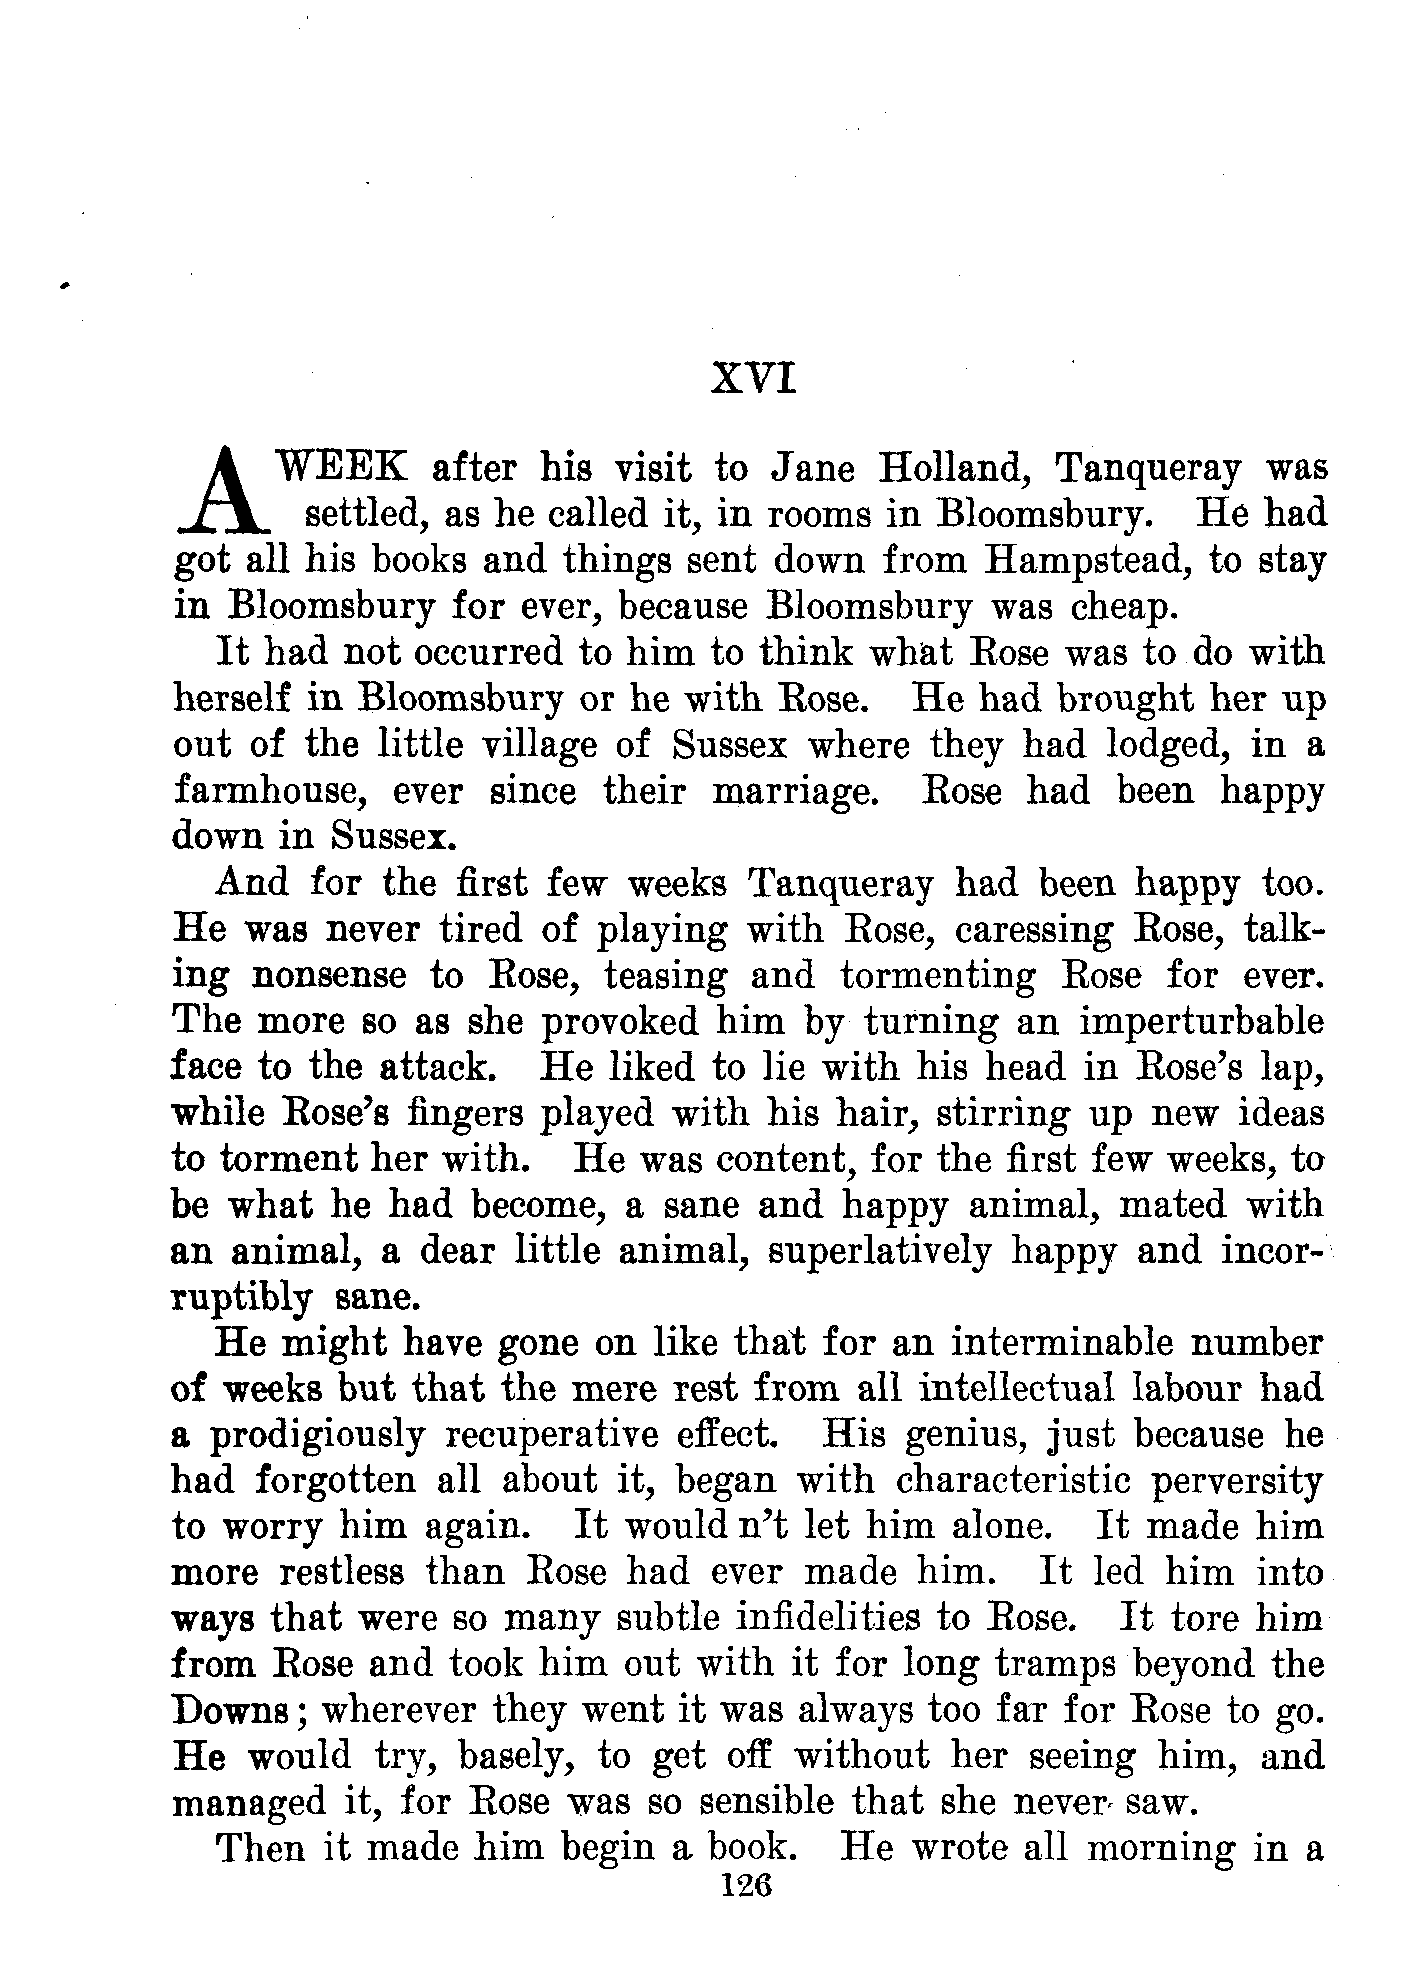 XVI
A WEEK after his visit to Jane Holland, Tanqueray was
settled, as he called it, in rooms in Bloomsbury. He had
got all his books and things sent down from Hampstead, to stay
in Bloomsbury for ever, because Bloomsbury was cheap.
It had not occurred to him to think what Rose was to do with
herself in Bloomsbury or he with Rose. He had brought her up
out of the little village of Sussex where they had lodged, in a
farmhouse, ever since their marriage. Rose had been happy
down in Sussex.
And for the first few weeks Tanqueray had been happy too.
He was never tired of playing with Rose, caressing Rose, talk-
ing nonsense to Rose, teasing and tormenting Rose for ever.
The more so as she provoked him by turning an imperturbable
face to the attack. He liked to lie with his head in Rose's lap,
while Rose's fingers played with his hair, stirring up new ideas
to torment her with. He was content, for the first few weeks, to
be what he had become, a sane and happy animal, mated with
an animal, a dear little animal, superlatively happy and incor-
ruptibly sane.
He might have gone on like that for an interminable number
of weeks but that the mere rest from all intellectual labour had
a prodigiously recuperative effect. His genius, just because he
had forgotten all about it, began with characteristic perversity
to worry him again. It would n't let him alone. It made him
more restless than Rose had ever made him. It led him into
ways that were so many subtle infidelities to Rose. It tore him
from Rose and took him out with it for long tramps beyond the
Downs; wherever they went it was always too far for Rose to go.
He would try, basely, to get off without her seeing him, and
managed it, for Rose was so sensible that she never saw.
Then it made him begin a book. He wrote all morning in a
126